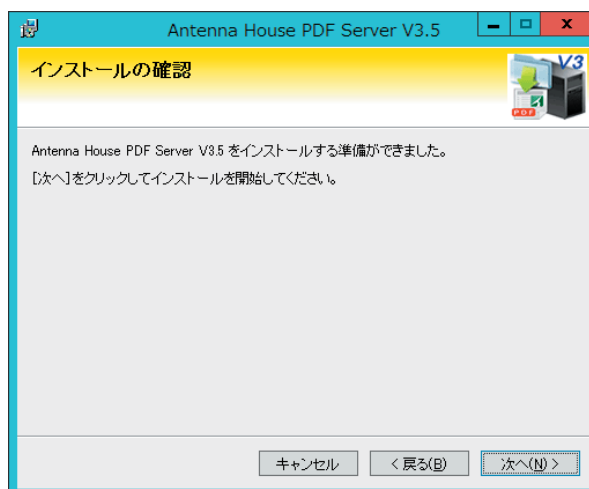 Antenna House PDF Server V3.5
インストールの確認
V3
PDF
Antenna House PDF Server V3.5 をインストールする準備ができました。
[次へ]をクリックしてインストールを開始してください。
キャンセル
< 戻る(B)
次へ(N) >